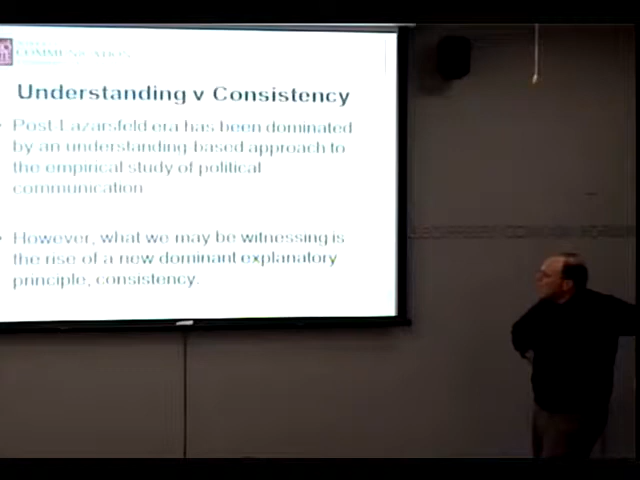 COMMUNICATION
Understanding v Consistency
Post-Lazarsfeld era has been dominated
by an understanding-based approach to
the empirical study of political
communication
However, what we may be witnessing is
the rise of a new dominant explanatory
principle, consistency.